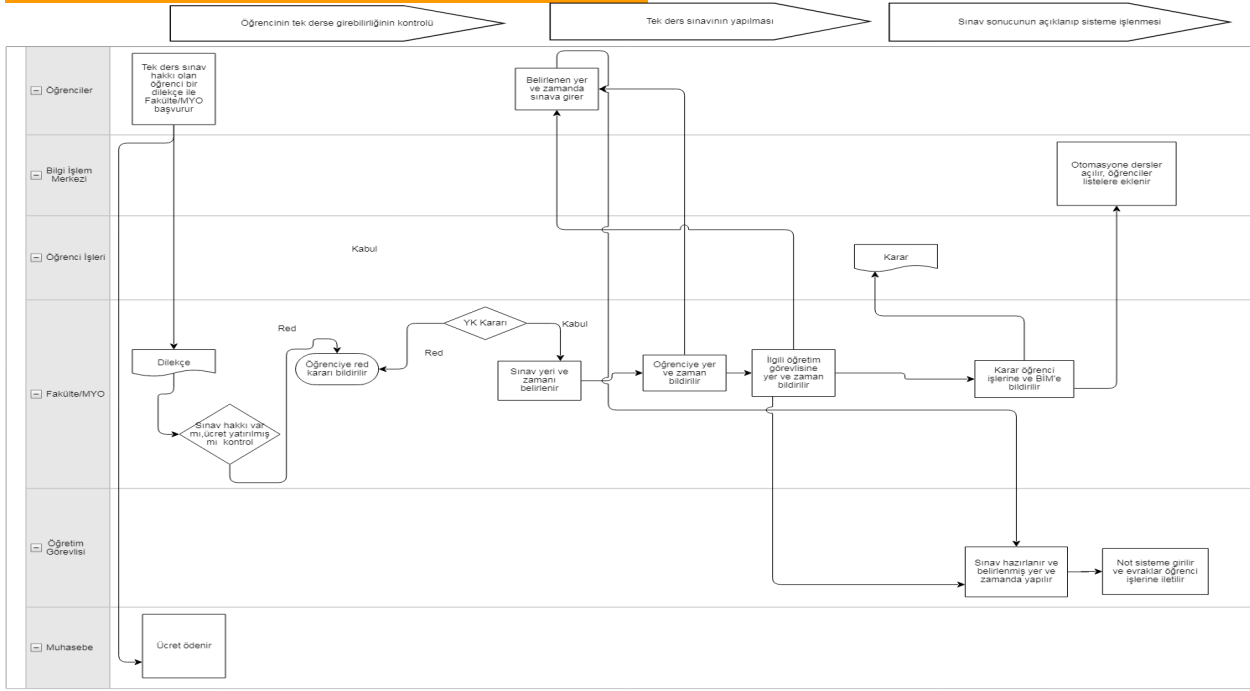 Öğrencinin tek derse girebilirliğinin kontrolü
Tek ders sınavının yapılması
Sınav sonucunun açıklanıp sisteme işlenmesi
Öğrenciler
Tek ders sınav
hakkı olan
öğrenci bir
dilekçe ile
Fakülte/MYO
başvurur
Belirlenen yer
ve zamanda
sınava girer
Bilgi İşlem
Merkezi
Otomasyone dersler
açılır, öğrenciler
listelere eklenir
Öğrenci İşleri
Kabul
Karar
Fakülte/MYO
Dilekçe
Sınav hakkı var
mı,ücret yatırılmış
mı kontrol
Red
Öğrenciye red
kararı bildirilir
Red
YK Kararı
Kabul
Sınav yeri ve
zamanı
belirlenir
Öğrenciye yer
ve zaman
bildirilir
İlgili öğretim
görevlisine
yer ve zaman
bildirilir
Karar öğrenci
işlerine ve BİM'e
bildirilir
Öğretim
Görevlisi
Sınav hazırlanır ve
belirlenmiş yer ve
zamanda yapılır
Not sisteme girilir
ve evraklar öğrenci
işlerine iletilir
Muhasebe
Ücret ödenir